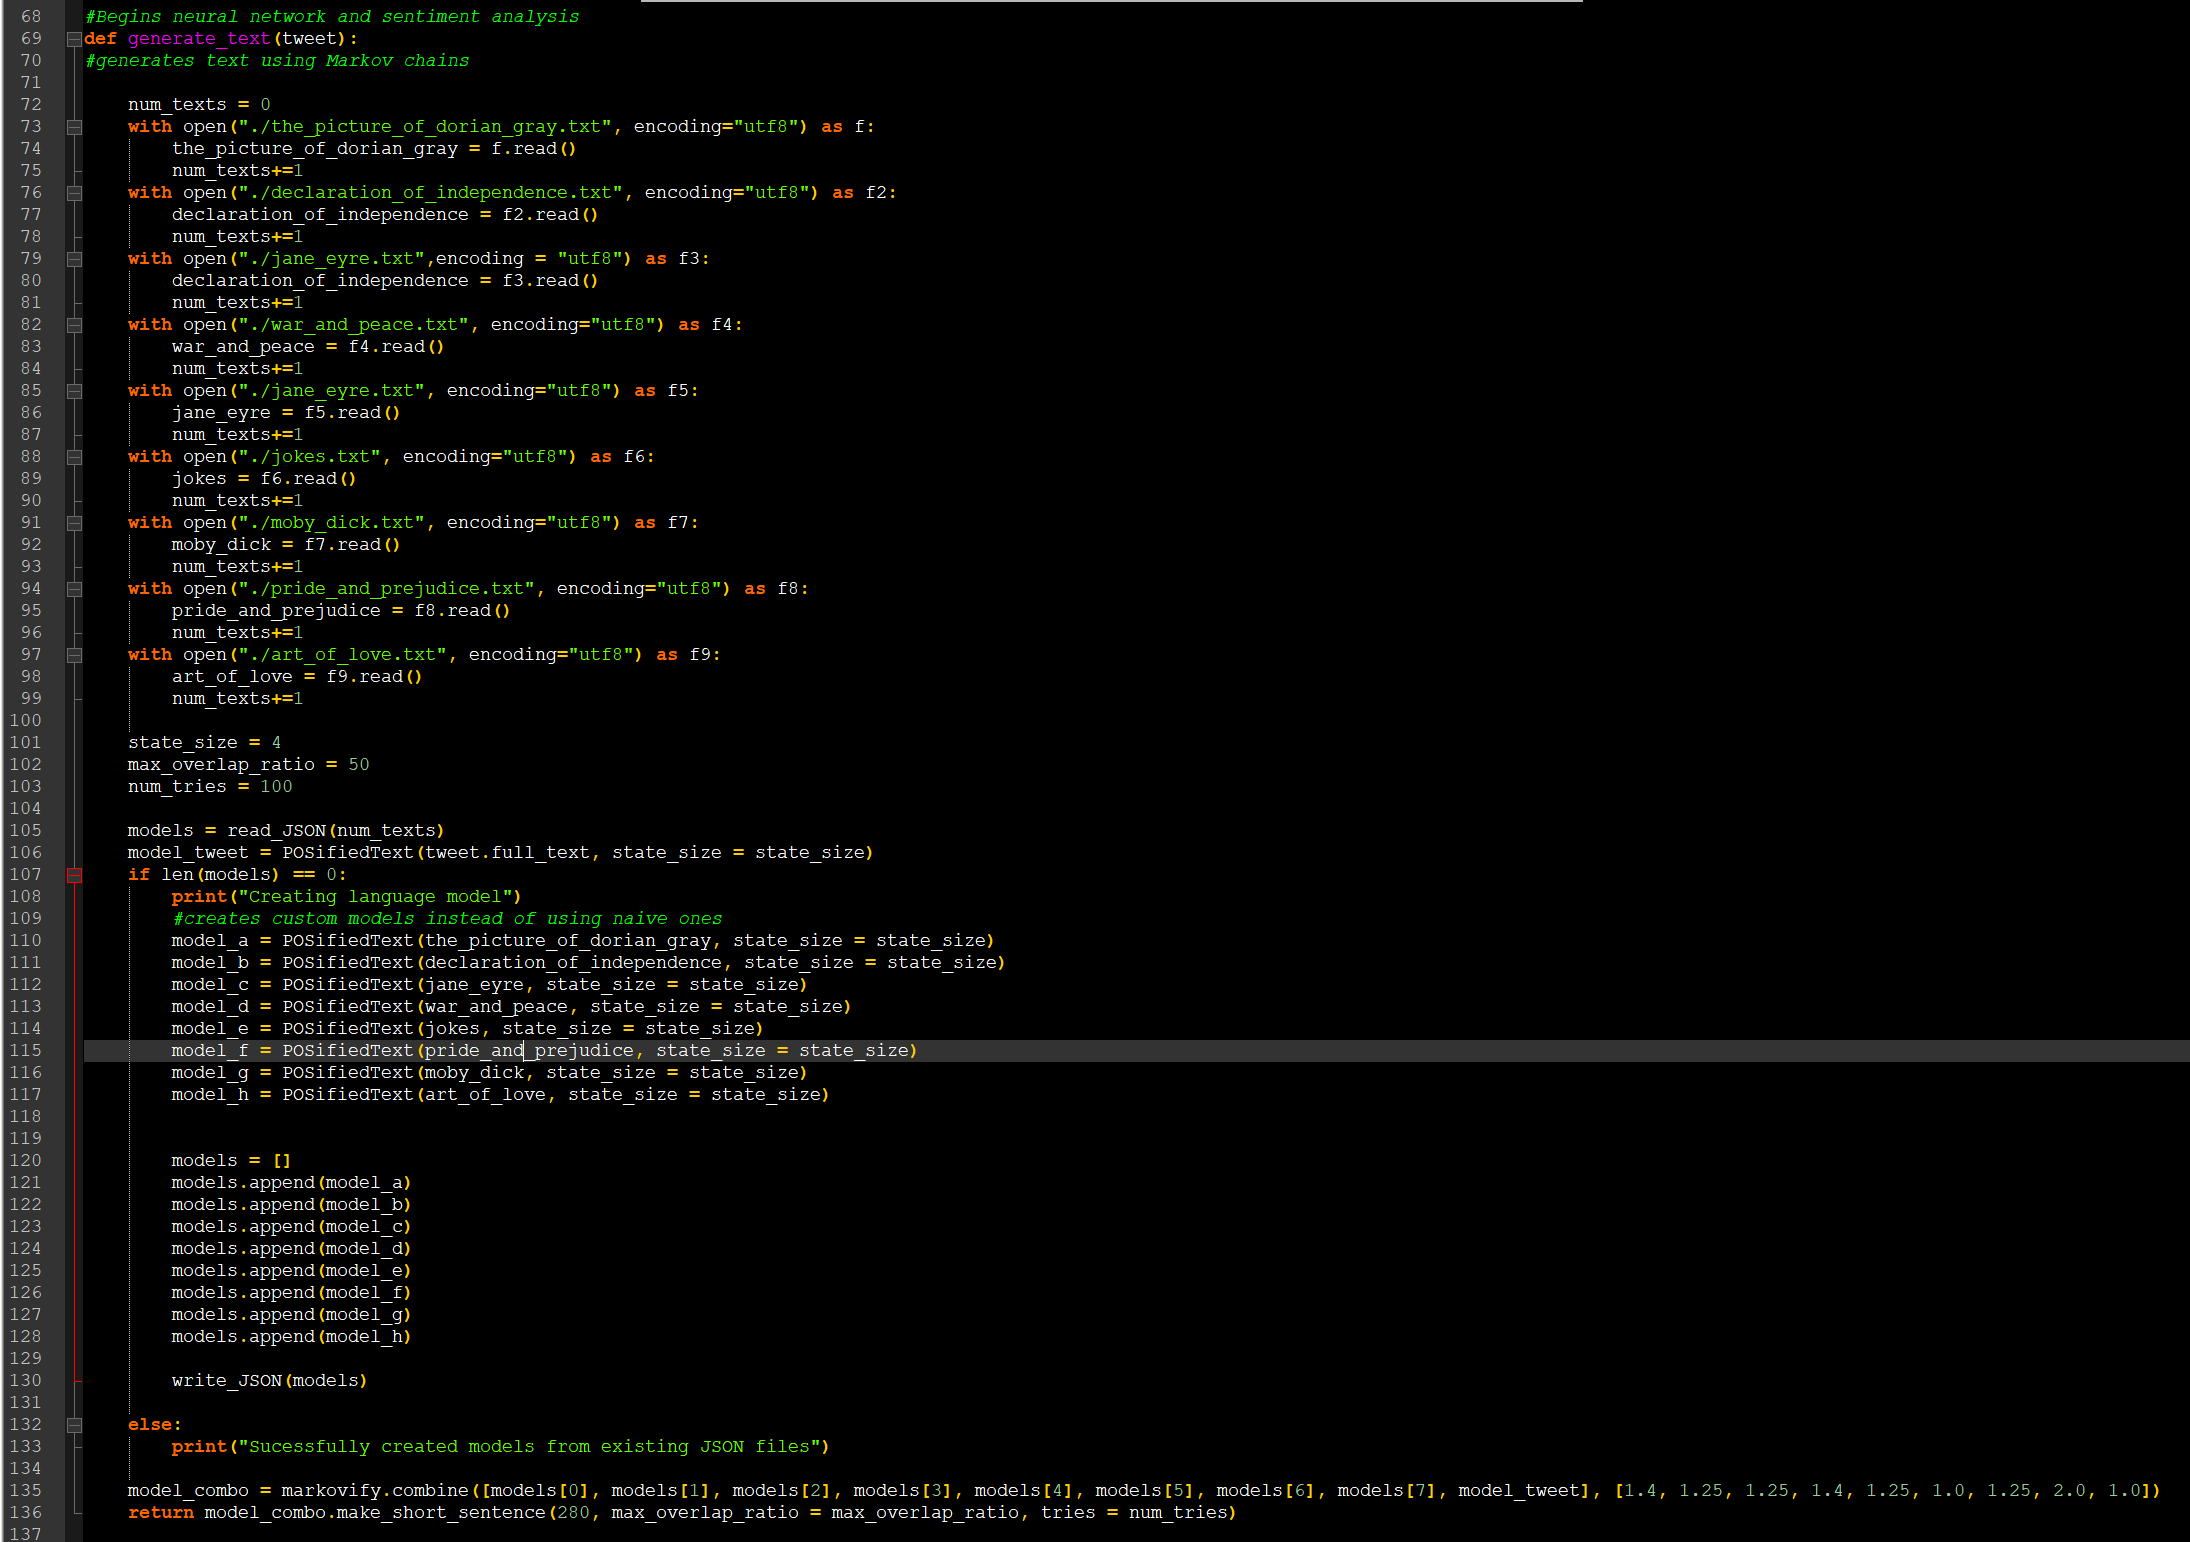 68 #Begins neural network and sentiment analysis
69 def generate_text(tweet):
70 #generates text using Markov chains
71
72 num_texts = 0
73 with open("./the_picture_of_dorian_gray.txt", encoding="utf8") as f:
74 the_picture_of_dorian_gray = f.read()
75 num_texts+=1
76 with open("./declaration_of_independence.txt", encoding="utf8") as f2:
77 declaration_of_independence = f2.read()
78 num_texts+=1
79 with open("./jane_eyre.txt",encoding = "utf8") as f3:
80 declaration_of_independence = f3.read()
81 num_texts+=1
82 with open("./war_and_peace.txt", encoding="utf8") as f4:
83 war_and_peace = f4.read()
84 num_texts+=1
85 with open("./jane_eyre.txt", encoding="utf8") as f5:
86 jane_eyre = f5.read()
87 num_texts+=1
88 with open("./jokes.txt", encoding="utf8") as f6:
89 jokes = f6.read()
90 num_texts+=1
91 with open("./moby_dick.txt", encoding="utf8") as f7:
92 moby_dick = f7.read()
93 num_texts+=1
94 with open("./pride_and_prejudice.txt", encoding="utf8") as f8:
95 pride_and_prejudice = f8.read()
96 num_texts+=1
97 with open("./art_of_love.txt", encoding="utf8") as f9:
98 art_of_love = f9.read()
99 num_texts+=1
100
101 state_size = 4
102 max_overlap_ratio = 50
103 num_tries = 100
104
105 models = read_JSON(num_texts)
106 model_tweet = POSifiedText(tweet.full_text, state_size = state_size)
107 if len(models) == 0:
108 print("Creating language model")
109 #creates custom models instead of using naive ones
110 model_a = POSifiedText(the_picture_of_dorian_gray, state_size = state_size)
111 model_b = POSifiedText(declaration_of_independence, state_size = state_size)
112 model_c = POSifiedText(jane_eyre, state_size = state_size)
113 model_d = POSifiedText(war_and_peace, state_size = state_size)
114 model_e = POSifiedText(jokes, state_size = state_size)
115 model_f = POSifiedText(pride_and_prejudice, state_size = state_size)
116 model_g = POSifiedText(moby_dick, state_size = state_size)
117 model_h = POSifiedText(art_of_love, state_size = state_size)
118
119
120 models = []
121 models.append(model_a)
122 models.append(model_b)
123 models.append(model_c)
124 models.append(model_d)
125 models.append(model_e)
126 models.append(model_f)
127 models.append(model_g)
128 models.append(model_h)
129
130 write_JSON(models)
131
132 else:
133 print("Sucessfully created models from existing JSON files")
134
135 model_combo = markovify.combine([models[0], models[1], models[2], models[3], models[4], models[5], models[6], models[7], model_tweet], [1.4, 1.25, 1.25, 1.4, 1.25, 1.0, 1.25, 2.0, 1.0])
136 return model_combo.make_short_sentence(280, max_overlap_ratio = max_overlap_ratio, tries = num_tries)
137